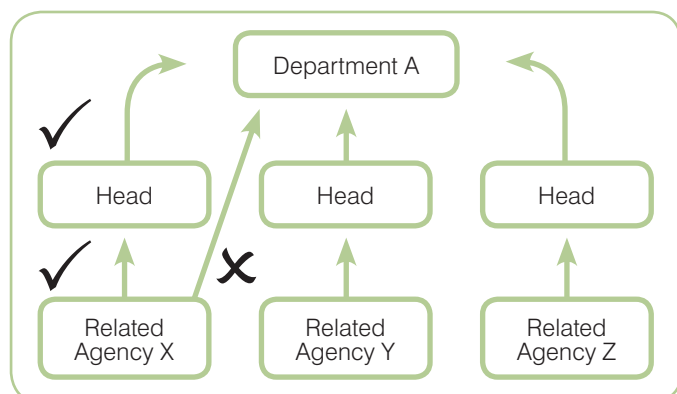 Department A
Head
Head
Head
Related
Agency X
Related
Agency Y
Related
Agency Z